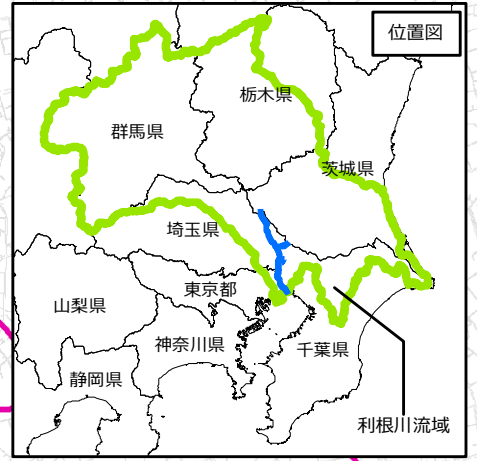 位置図
栃木県
群馬県
茨城県
埼玉県
東京都
山梨県
神奈川県
千葉県
静岡県
利根川流域